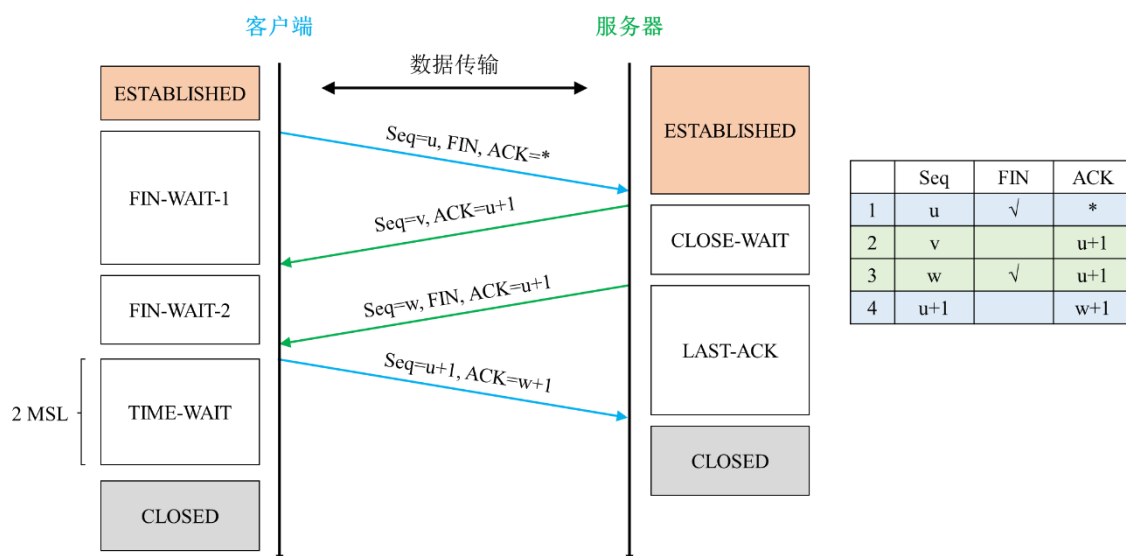 客户端
服务器
数据传输
ESTABLISHED
ESTABLISHED
Seq=u, FIN, ACK=*
FIN-WAIT-1
Seq=v, ACK=u+1
CLOSE-WAIT
FIN-WAIT-2
Seq=w, FIN, ACK=u+1
LAST-ACK
Seq=u+1, ACK=w+1
2 MSL
TIME-WAIT
CLOSED
CLOSED
Seq FIN ACK
1 u √ *
2 v u+1
3 w √ u+1
4 u+1 w+1